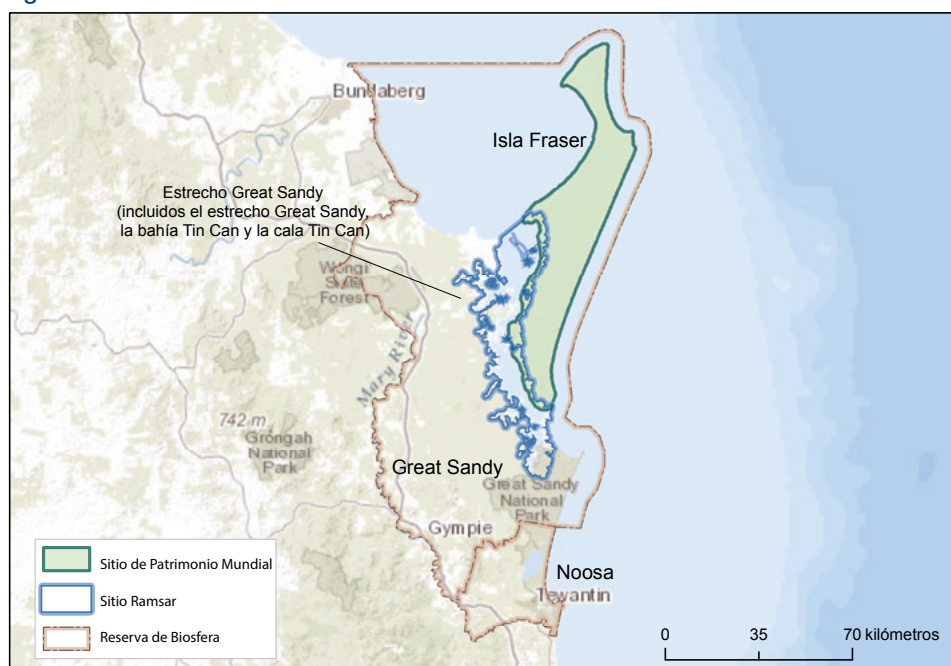 Bundaberg
Isla Fraser
Estrecho Great Sandy
(incluidos el estrecho Great Sandy,
la bahía Tin Can y la cala Tin Can)
Wongi
State
Forest
Mary River
742 m
Grongah
National
Park
Great Sandy
Great Sandy
National
Park
Gympie
Noosa
Tewantin
Sitio de Patrimonio Mundial
Sitio Ramsar
Reserva de Biosfera
0 35 70 kilómetros